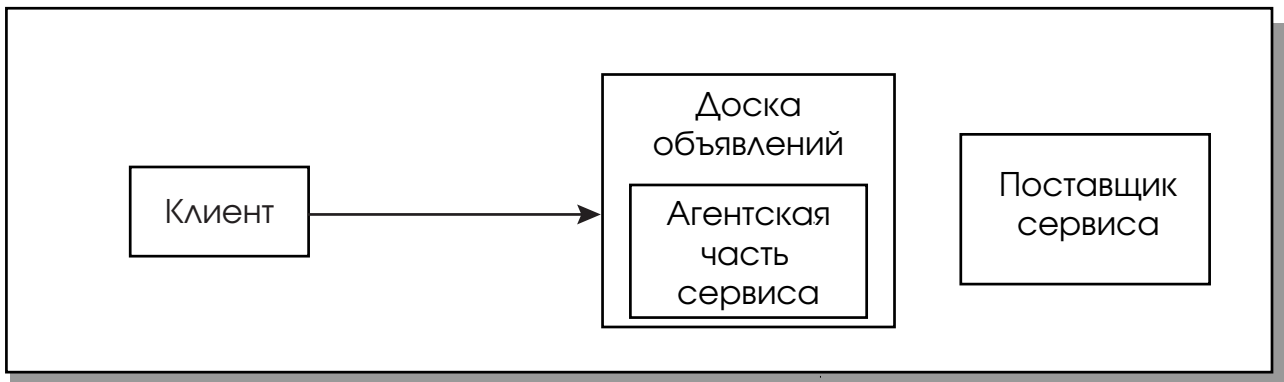 Клиент
Доска
объявлений
Агентская
часть
сервиса
Поставщик
сервиса